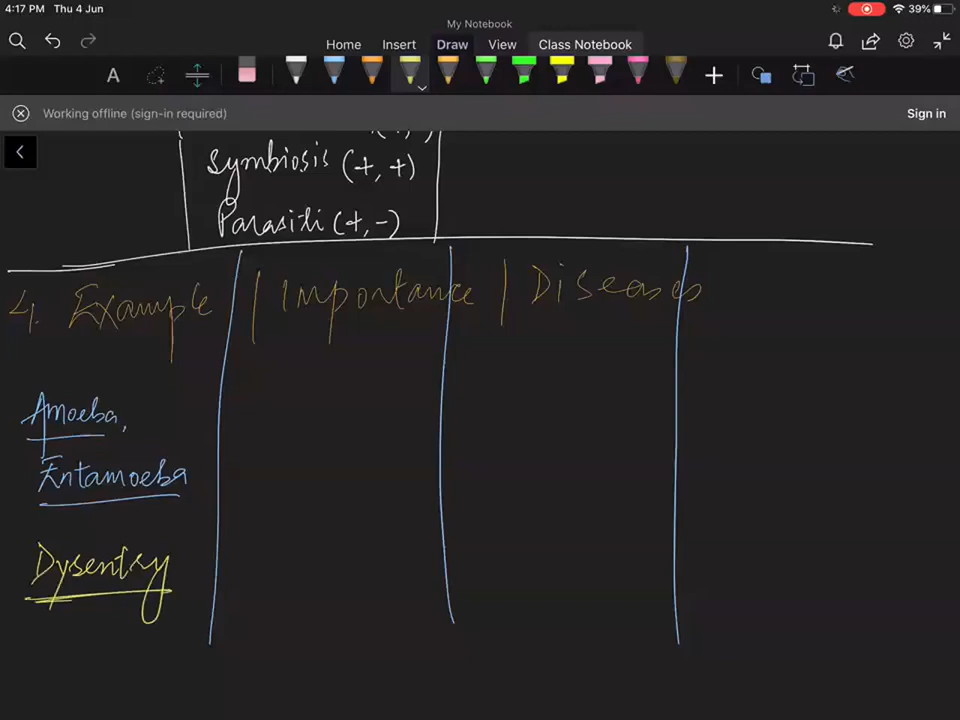 4:17 PM Thu 4 Jun
39%
My Notebook
Home Insert Draw View Class Notebook
A
Working offline (sign-in required)
Sign in
Symbiosis (+, +)
Parasiti (+, -)
4. Example | Importance | Diseases
Amoeba,
Entamoeba
Dysentry